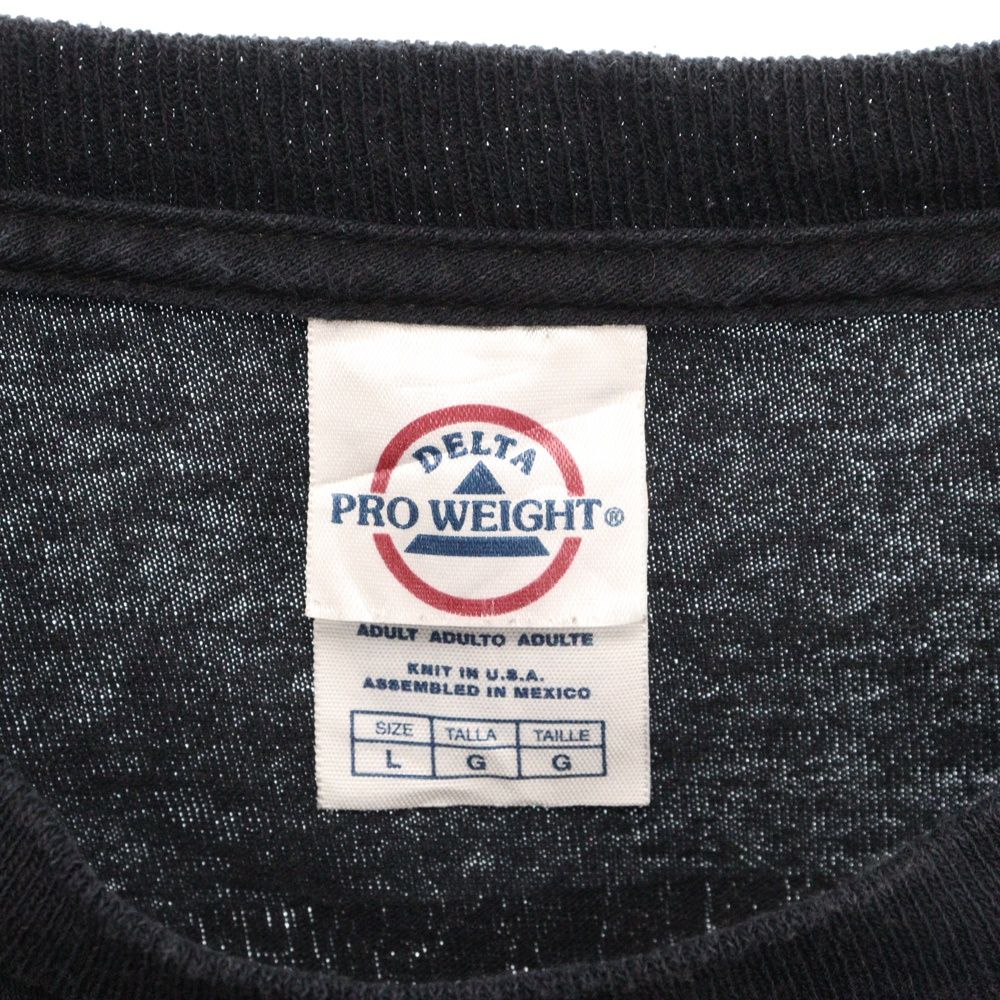 DELTA
PRO WEIGHT®
ADULT ADULTO ADULTE
KNIT IN U.S.A.
ASSEMBLED IN MEXICO
SIZE TALLA TAILLE
L G G